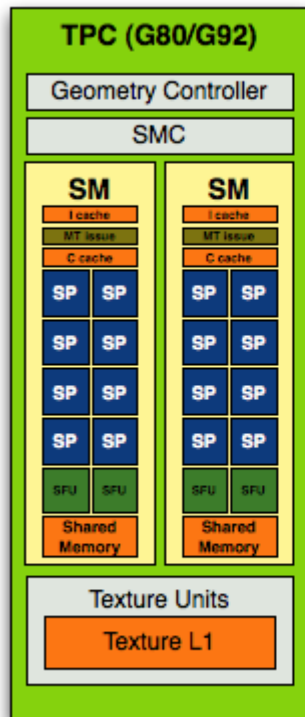 TPC (G80/G92)
Geometry Controller
SMC
SM
I cache
MT issue
C cache
SP SP
SP SP
SP SP
SP SP
SFU SFU
Shared
Memory
SM
I cache
MT issue
C cache
SP SP
SP SP
SP SP
SP SP
SFU SFU
Shared
Memory
Texture Units
Texture L1